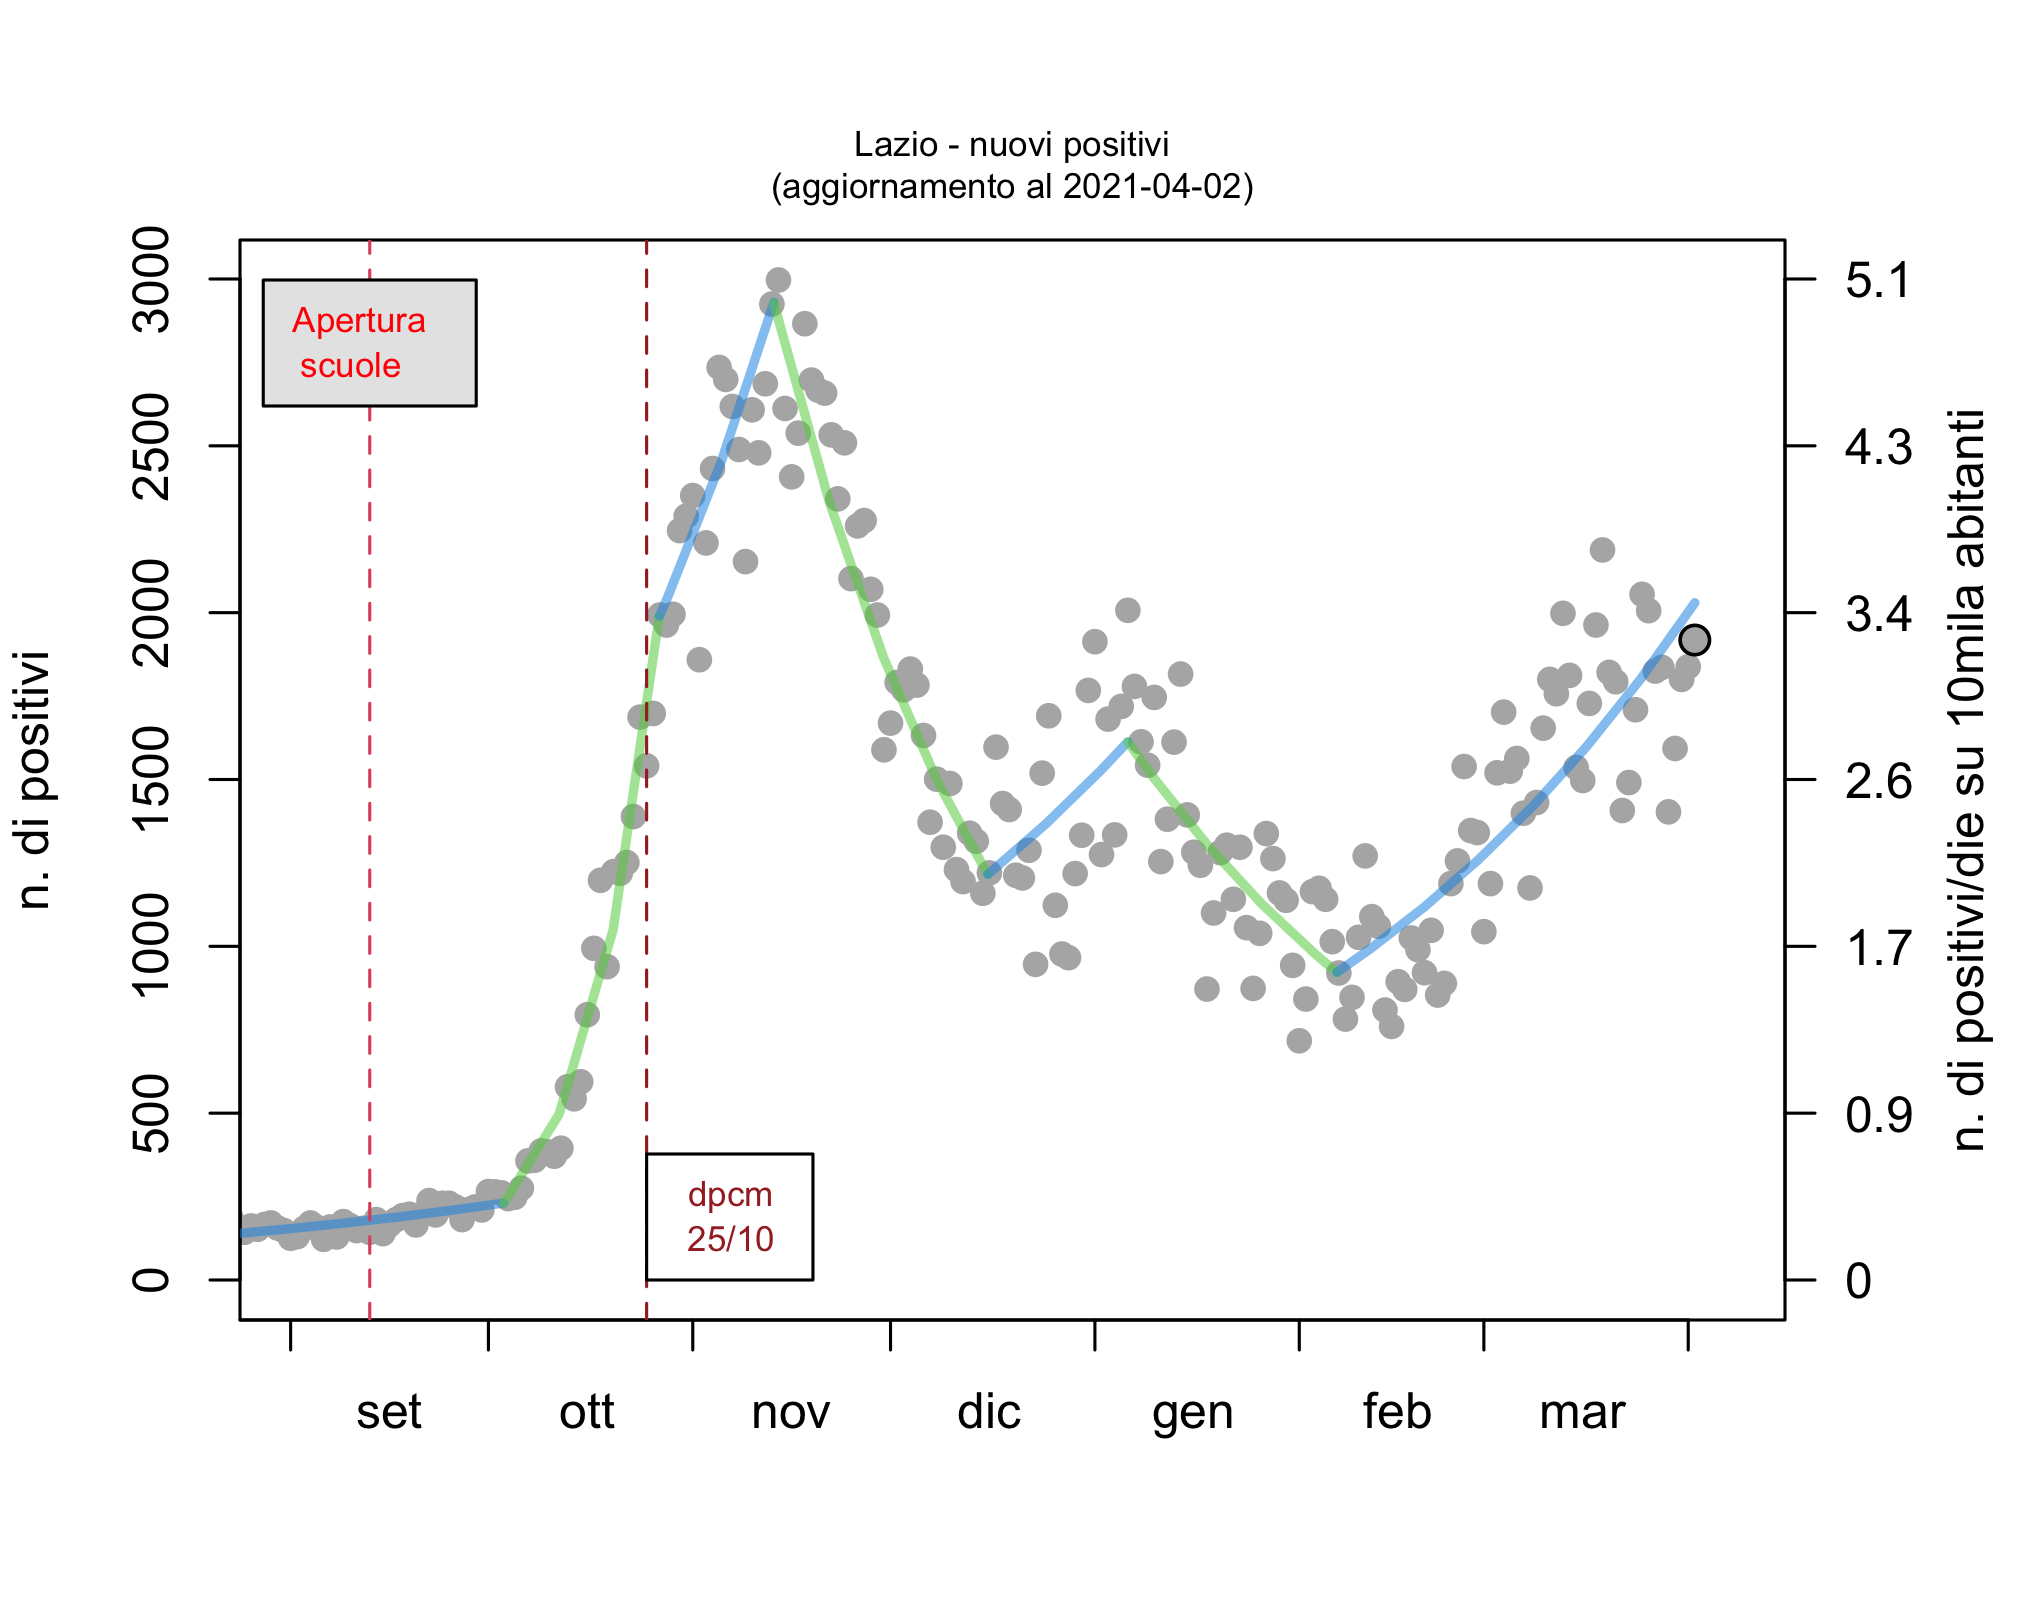 Lazio - nuovi positivi
(aggiornamento al 2021-04-02)
n. di positivi
3000
2500
2000
1500
1000
500
0
Apertura
scuole
dpcm
25/10
5.1
4.3
3.4
2.6
1.7
0.9
0
n. di positivi/die su 10mila abitanti
set ott nov dic gen feb mar